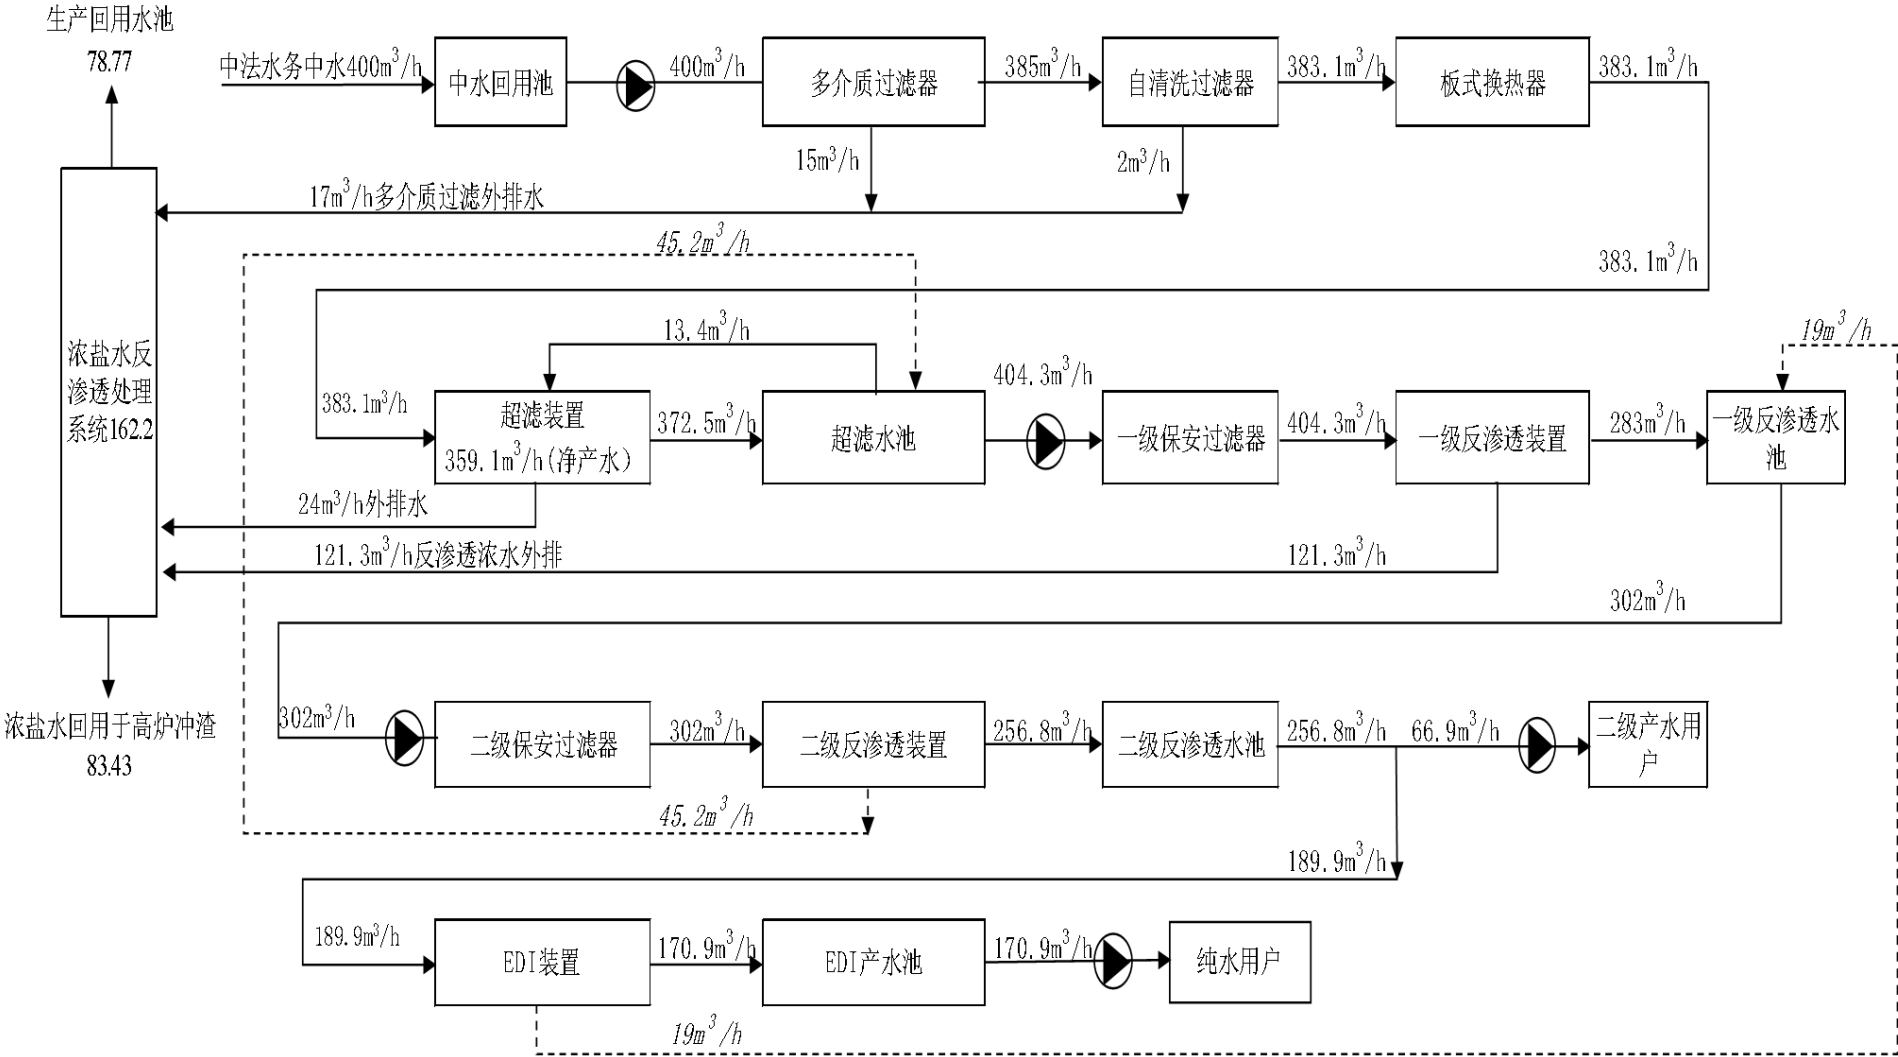 生产回用水池
78.77
中法水务中水400m³/h
中水回用池
400m³/h
多介质过滤器
385m³/h
自清洗过滤器
383.1m³/h
板式换热器
383.1m³/h
15m³/h
2m³/h
17m³/h多介质过滤外排水
45.2m³/h
383.1m³/h
13.4m³/h
19m³/h
浓盐水反
渗透处理
系统162.2
383.1m³/h
超滤装置
359.1m³/h(净产水)
372.5m³/h
超滤水池
404.3m³/h
一级保安过滤器
404.3m³/h
一级反渗透装置
283m³/h
一级反渗透水
池
24m³/h外排水
121.3m³/h反渗透浓水外排
121.3m³/h
302m³/h
浓盐水回用于高炉冲渣
83.43
302m³/h
二级保安过滤器
302m³/h
二级反渗透装置
256.8m³/h
二级反渗透水池
256.8m³/h
66.9m³/h
二级产水用
户
45.2m³/h
189.9m³/h
189.9m³/h
EDI装置
170.9m³/h
EDI产水池
170.9m³/h
纯水用户
19m³/h